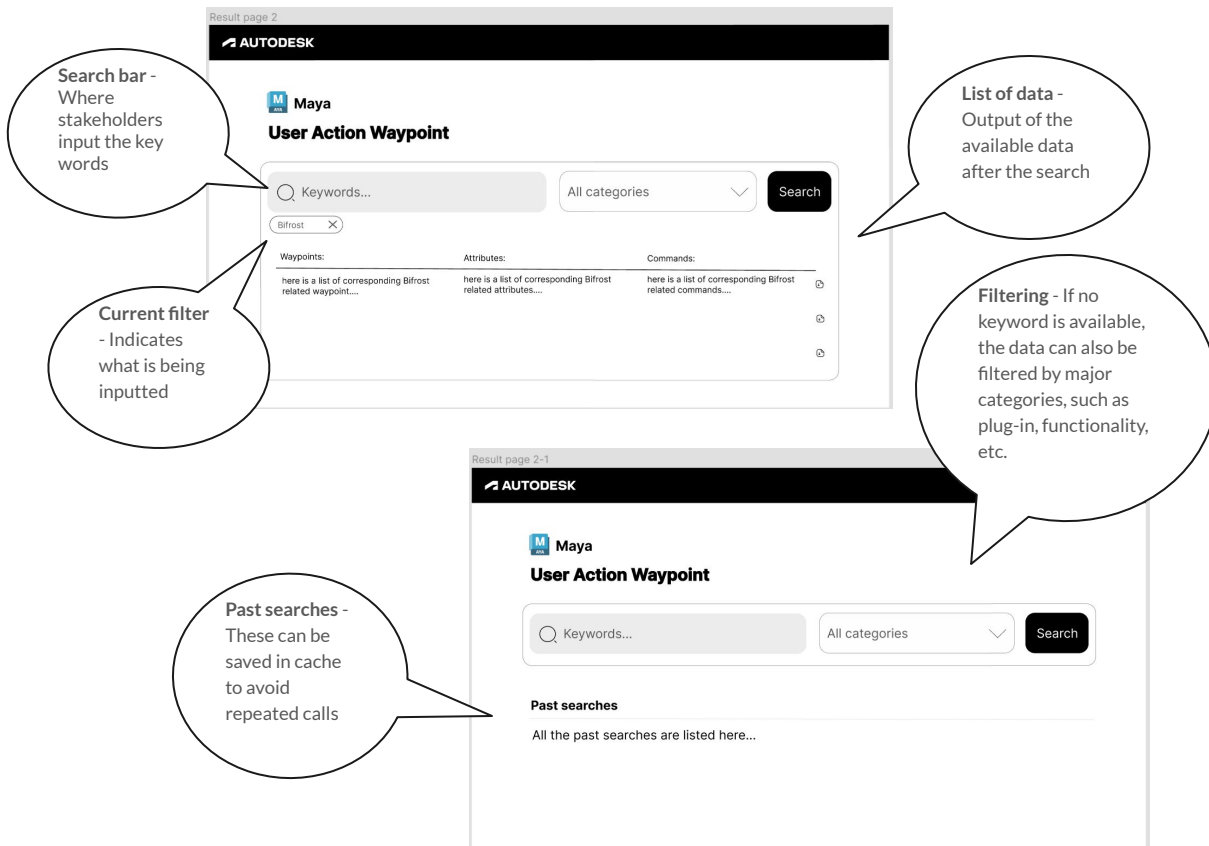 Result page 2
AUTODESK
Search bar -
Where
stakeholders
input the key
words
M
AYA
Maya
User Action Waypoint
List of data -
Output of the
available data
after the search
Keywords...
All categories
Search
Bifrost
Waypoints:
Attributes:
Commands:
here is a list of corresponding Bifrost
related waypoint....
here is a list of corresponding Bifrost
related attributes....
here is a list of corresponding Bifrost
related commands....
Current filter
- Indicates
what is being
inputted
Filtering - If no
keyword is available,
the data can also be
filtered by major
categories, such as
plug-in, functionality,
etc.
Result page 2-1
AUTODESK
M
AYA
Maya
User Action Waypoint
Keywords...
All categories
Search
Past searches -
These can be
saved in cache
to avoid
repeated calls
Past searches
All the past searches are listed here...